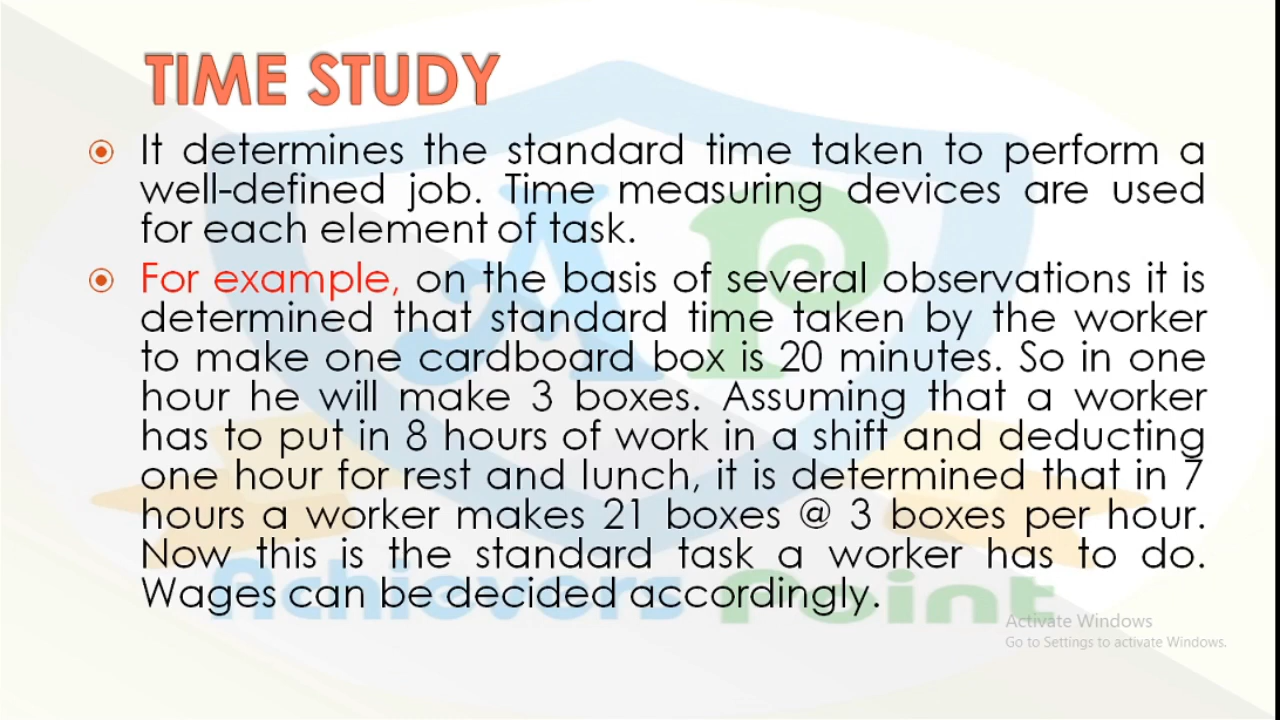 TIME STUDY
It determines the standard time taken to perform a
well-defined job. Time measuring devices are used
for each element of task.
For example, on the basis of several observations it is
determined that standard time taken by the worker
to make one cardboard box is 20 minutes. So in one
hour he will make 3 boxes. Assuming that a worker
has to put in 8 hours of work in a shift and deducting
one hour for rest and lunch, it is determined that in 7
hours a worker makes 21 boxes @ 3 boxes per hour.
Now this is the standard task a worker has to do.
Wages can be decided accordingly.
AP
Achievers Point
Activate Windows
Go to Settings to activate Windows.